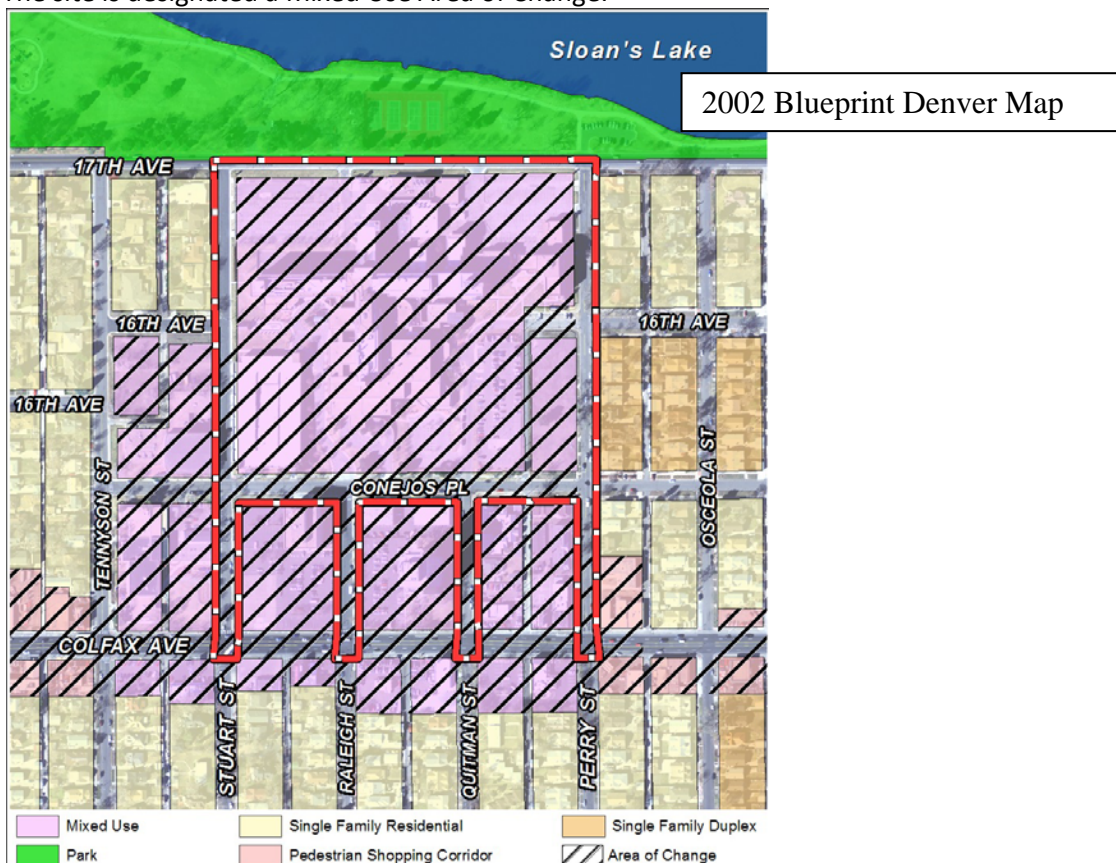 The site is designated a Mixed-Use Area of Change.
Sloan's Lake
2002 Blueprint Denver Map
17TH AVE
16TH AVE
16TH AVE
16TH AVE
CONEJOS PL
TENNYSON ST
OSCEOLA ST
COLFAX AVE
STUART ST
RALEIGH ST
QUITMAN ST
PERRY ST
Mixed Use
Single Family Residential
Single Family Duplex
Park
Pedestrian Shopping Corridor
Area of Change